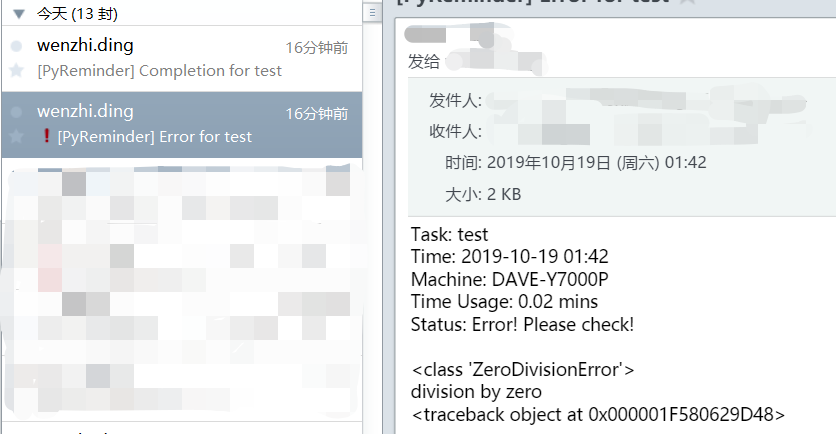 今天 (13 封)
wenzhi.ding
16分钟前
[PyReminder] Completion for test
wenzhi.ding
16分钟前
[PyReminder] Error for test
[PyReminder] Error for test
发给
发件人:
收件人:
时间: 2019年10月19日 (周六) 01:42
大小: 2 KB
Task: test
Time: 2019-10-19 01:42
Machine: DAVE-Y7000P
Time Usage: 0.02 mins
Status: Error! Please check!
<class 'ZeroDivisionError'>
division by zero
<traceback object at 0x000001F580629D48>